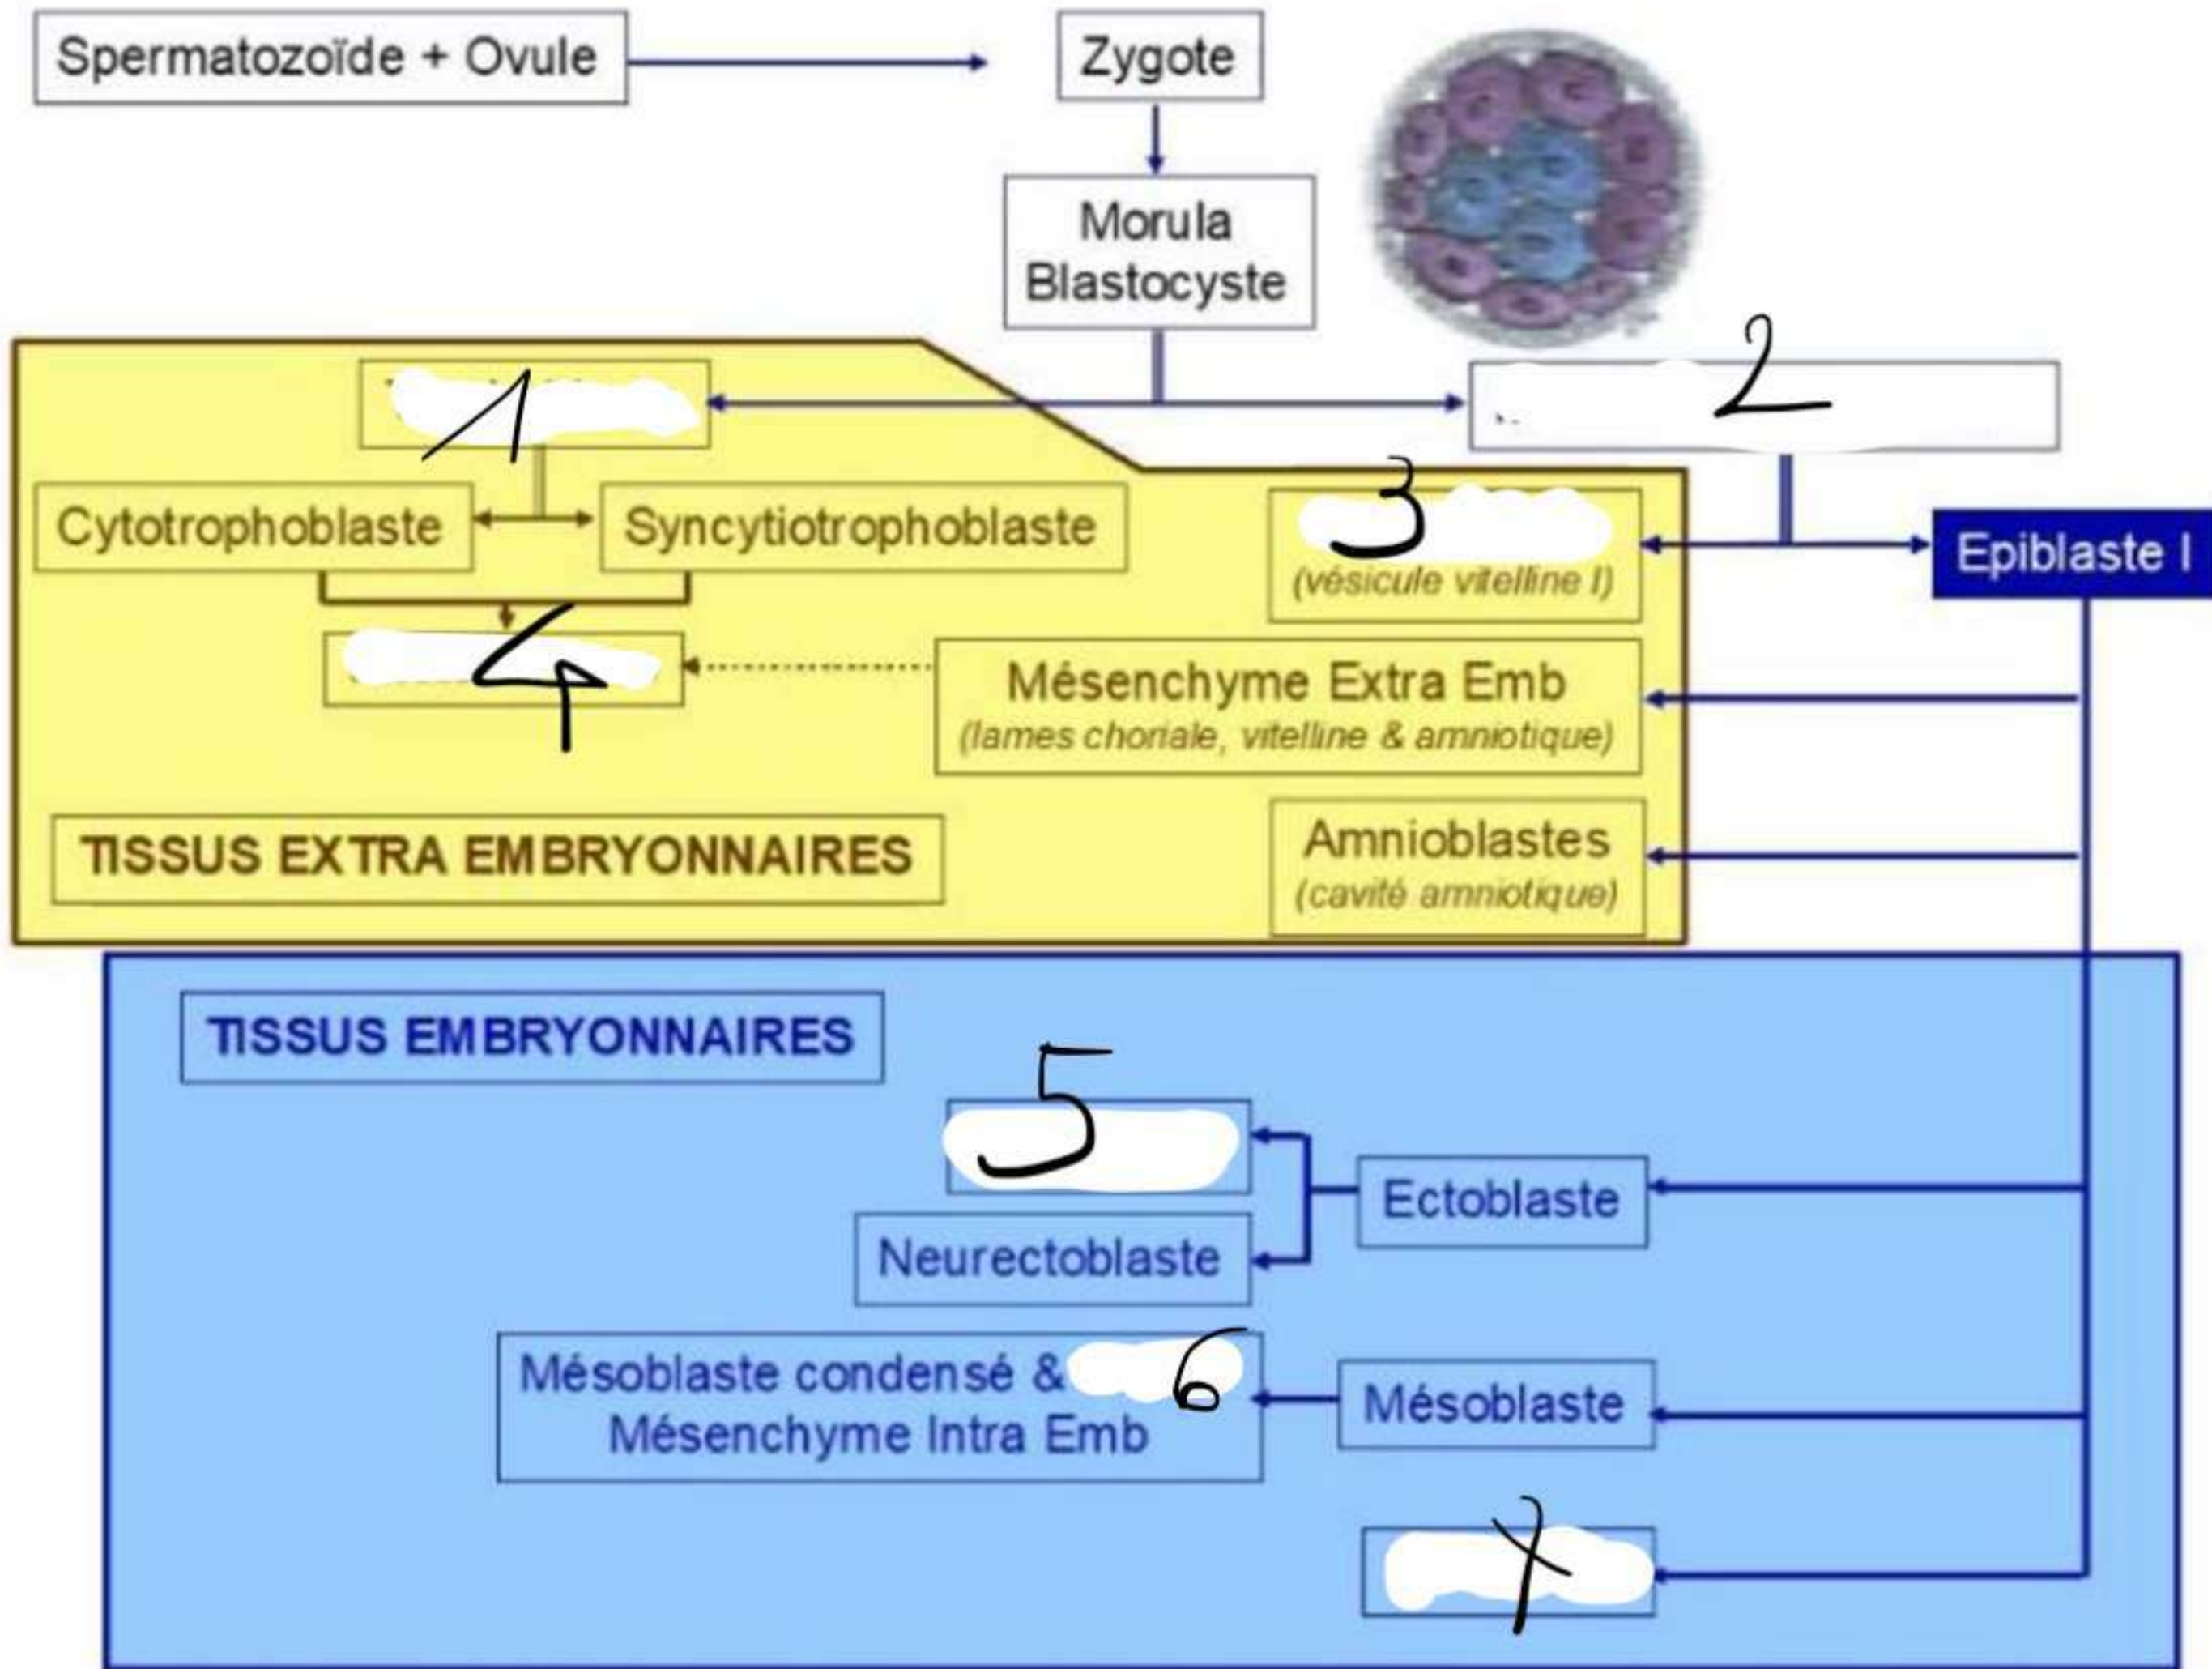 Spermatozoïde + Ovule
Zygote
Morula
Blastocyste
1
2
Cytotrophoblaste
Syncytiotrophoblaste
3
(vésicule vitelline I)
Epiblaste I
4
Mésenchyme Extra Emb
(lames choriale, vitelline & amniotique)
TISSUS EXTRA EMBRYONNAIRES
Amnioblastes
(cavité amniotique)
TISSUS EMBRYONNAIRES
5
Ectoblaste
Neurectoblaste
Mésoblaste condensé & 6
Mésenchyme Intra Emb
Mésoblaste
7